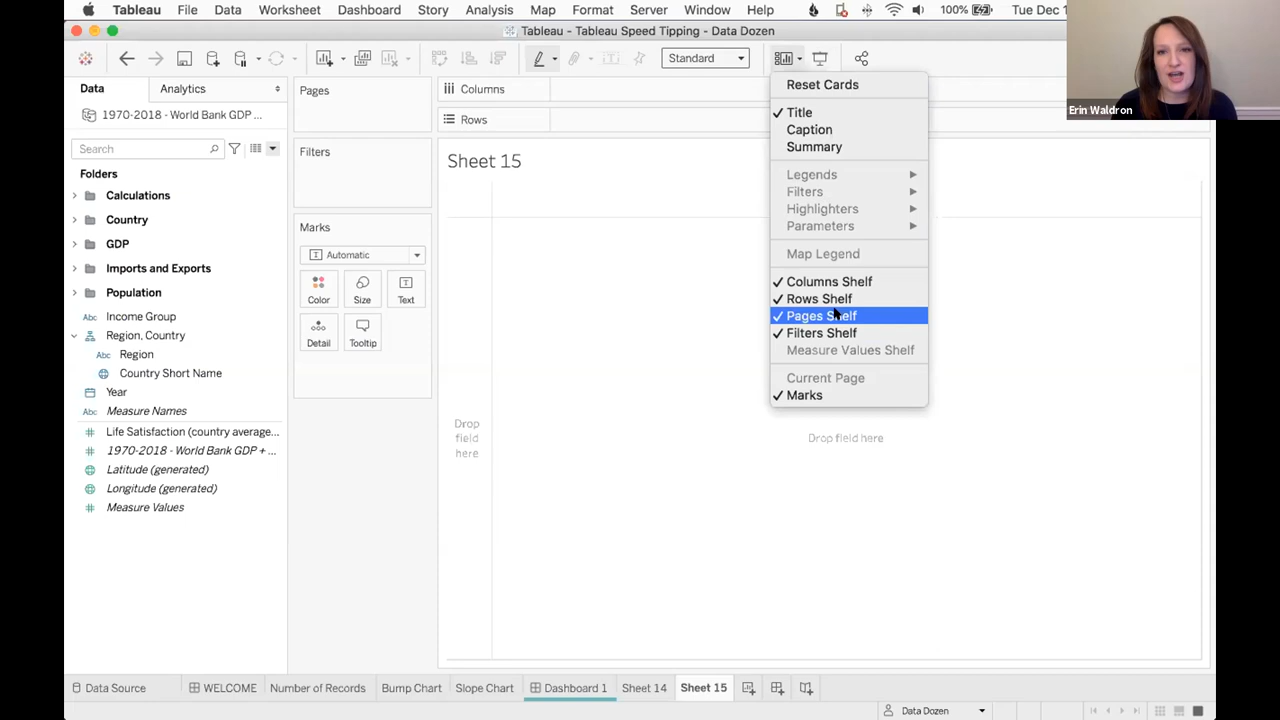 Tableau File Data Worksheet Dashboard Story Analysis Map Format Server Window Help 100% Tue Dec 1
Tableau - Tableau Speed Tipping - Data Dozen
Standard
Erin Waldron
Data Analytics
1970-2018 - World Bank GDP ...
Search
Folders
Calculations
Country
GDP
Imports and Exports
Population
Income Group
Region, Country
Region
Country Short Name
Year
Measure Names
Life Satisfaction (country average...
1970-2018 - World Bank GDP + ...
Latitude (generated)
Longitude (generated)
Measure Values
Pages
Filters
Marks
Automatic
Color Size Text
Detail Tooltip
Columns
Rows
Sheet 15
Drop
field
here
Drop field here
Reset Cards
Title
Caption
Summary
Legends
Filters
Highlighters
Parameters
Map Legend
Columns Shelf
Rows Shelf
Pages Shelf
Filters Shelf
Measure Values Shelf
Current Page
Marks
Data Source WELCOME Number of Records Bump Chart Slope Chart Dashboard 1 Sheet 14 Sheet 15
Data Dozen